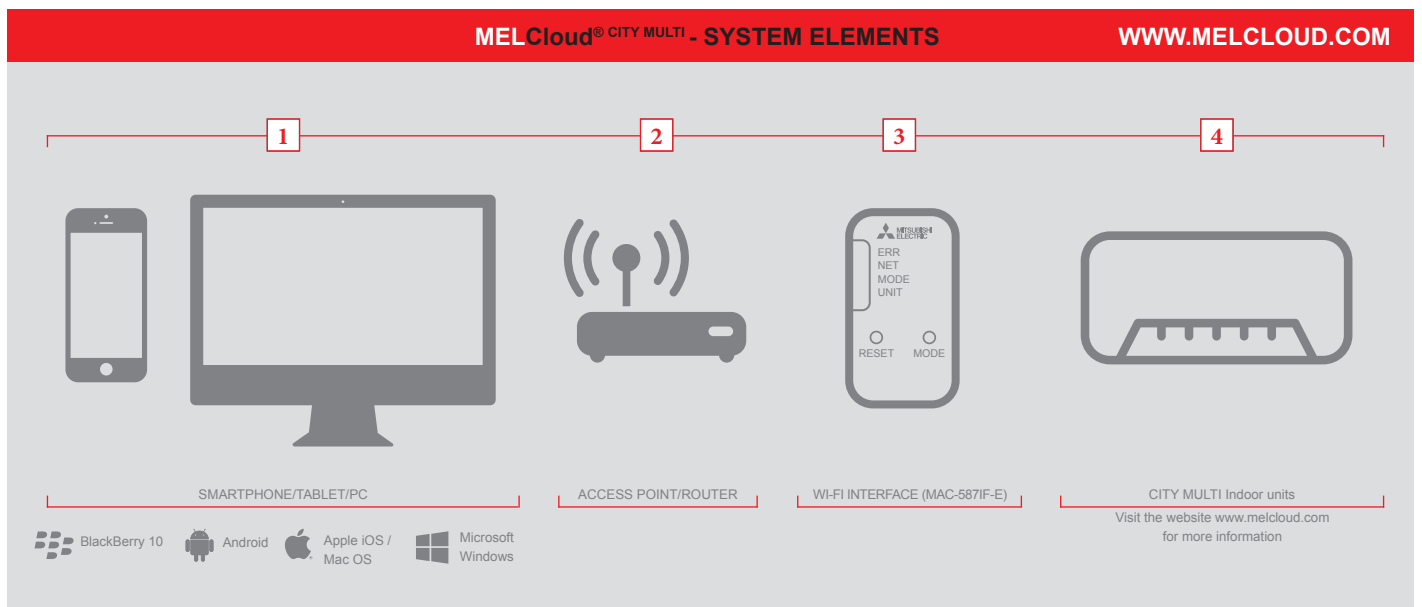 MELCloud® CITY MULTI - SYSTEM ELEMENTS
WWW.MELCLOUD.COM
1
2
3
4
MITSUBISHI
ELECTRIC
ERR
NET
MODE
UNIT
RESET MODE
SMARTPHONE/TABLET/PC
ACCESS POINT/ROUTER
WI-FI INTERFACE (MAC-587IF-E)
CITY MULTI Indoor units
Visit the website www.melcloud.com
for more information
BlackBerry 10
Android
Apple iOS /
Mac OS
Microsoft
Windows